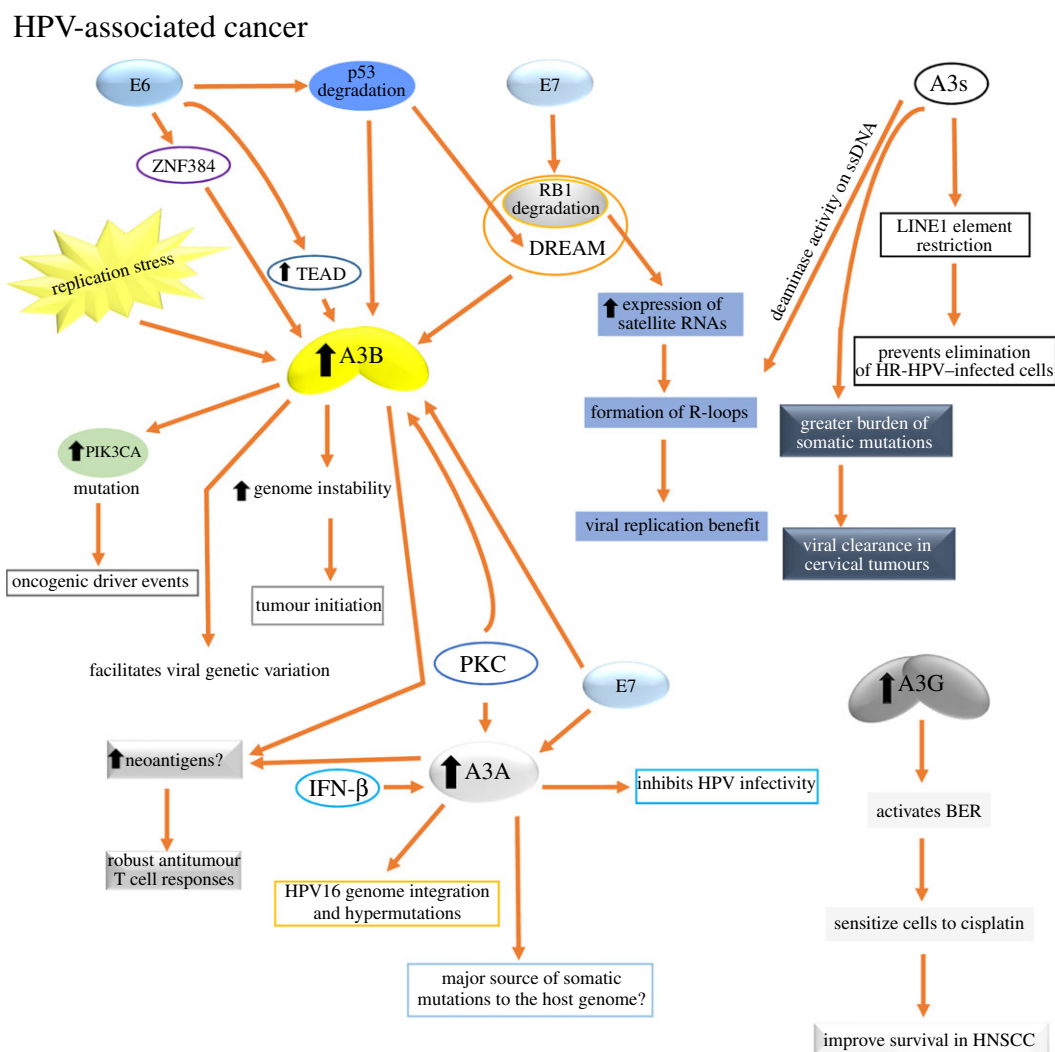 HPV-associated cancer
E6
p53
degradation
E7
A3s
ZNF384
RB1
degradation
DREAM
deaminase activity on ssDNA
LINE1 element
restriction
replication stress
TEAD
expression of
satellite RNAs
A3B
prevents elimination
of HR-HPV–infected cells
formation of R-loops
greater burden of
somatic mutations
PIK3CA
mutation
genome instability
viral replication benefit
viral clearance in
cervical tumours
oncogenic driver events
tumour initiation
facilitates viral genetic variation
PKC
E7
A3G
neoantigens?
IFN-β
A3A
inhibits HPV infectivity
activates BER
robust antitumour
T cell responses
HPV16 genome integration
and hypermutations
sensitize cells to cisplatin
major source of somatic
mutations to the host genome?
improve survival in HNSCC